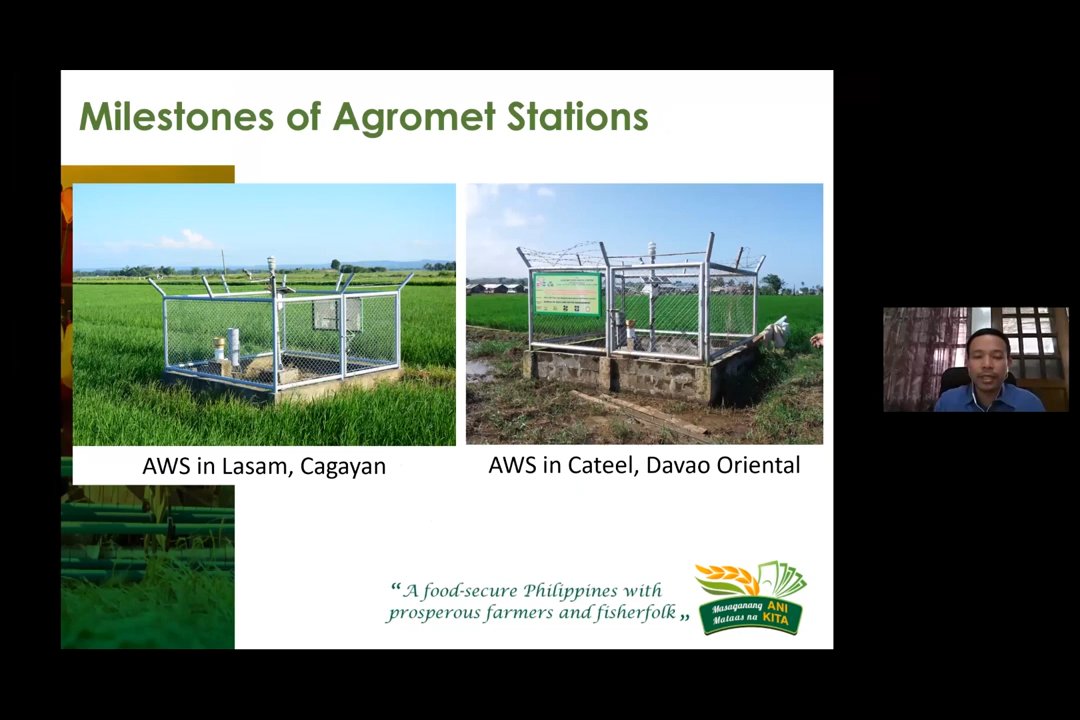 Milestones of Agromet Stations
AWS in Lasam, Cagayan
AWS in Cateel, Davao Oriental
“A food-secure Philippines with
prosperous farmers and fisherfolk„
Masaganang ANI
Mataas na KITA